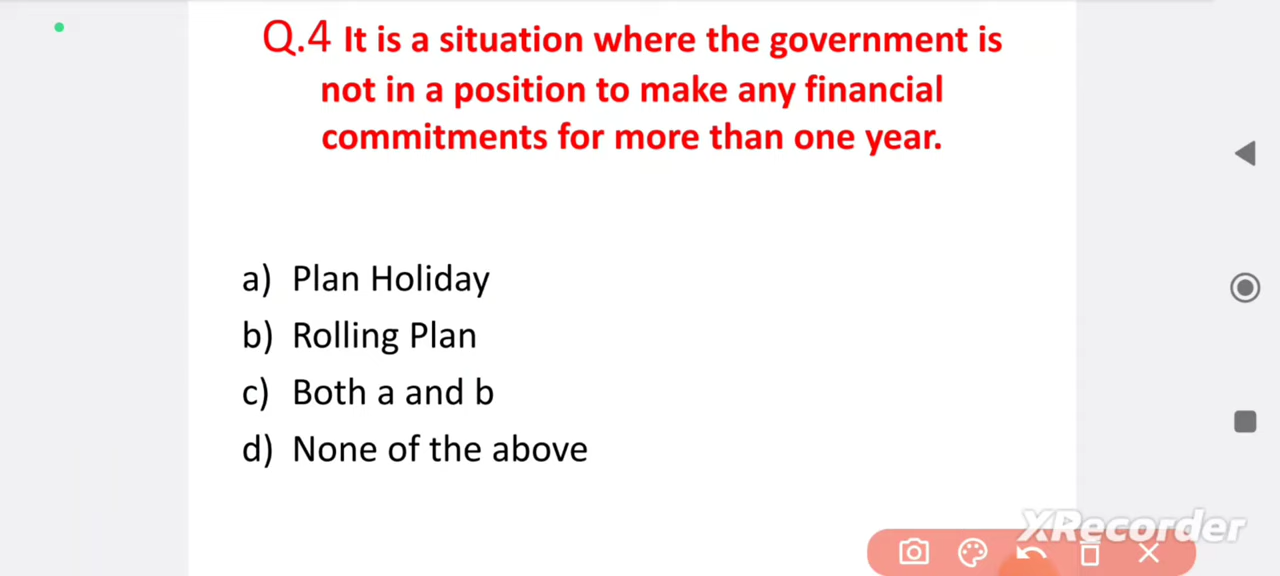 Q.4 It is a situation where the government is
not in a position to make any financial
commitments for more than one year.
a) Plan Holiday
b) Rolling Plan
c) Both a and b
d) None of the above
XRecorder